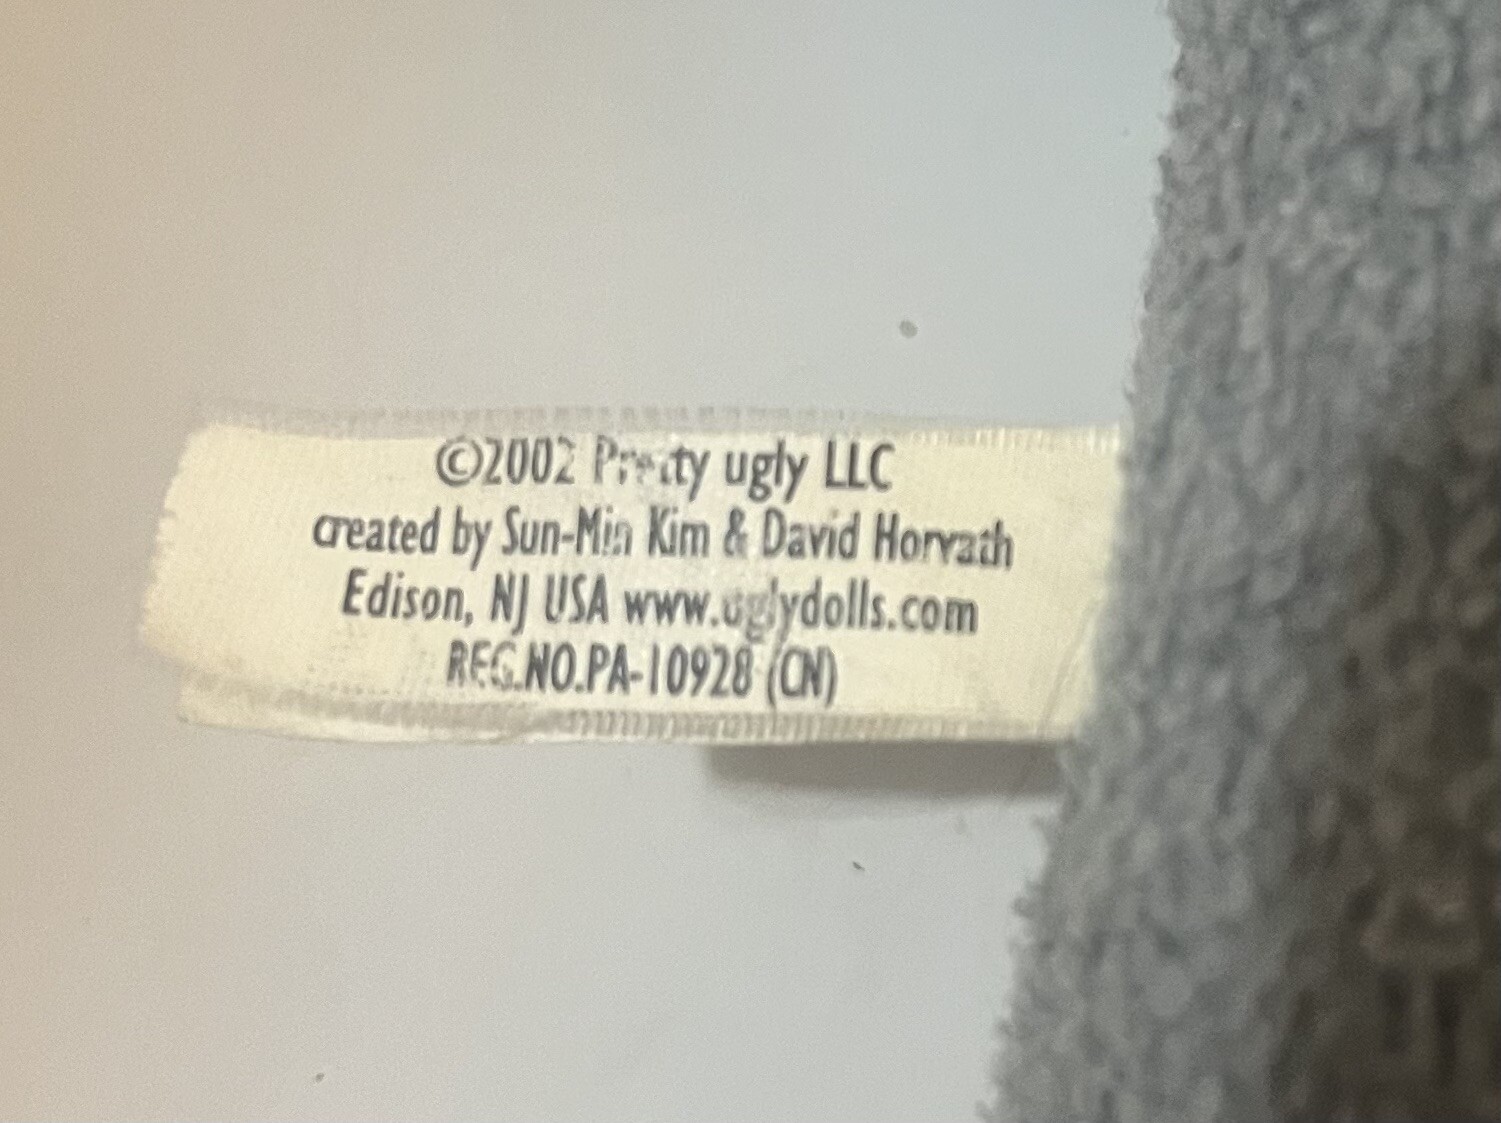 ©2002 Pretty ugly LLC
created by Sun-Min Kim & David Horvath
Edison, NJ USA www.uglydolls.com
REG.NO.PA-10928 (CN)